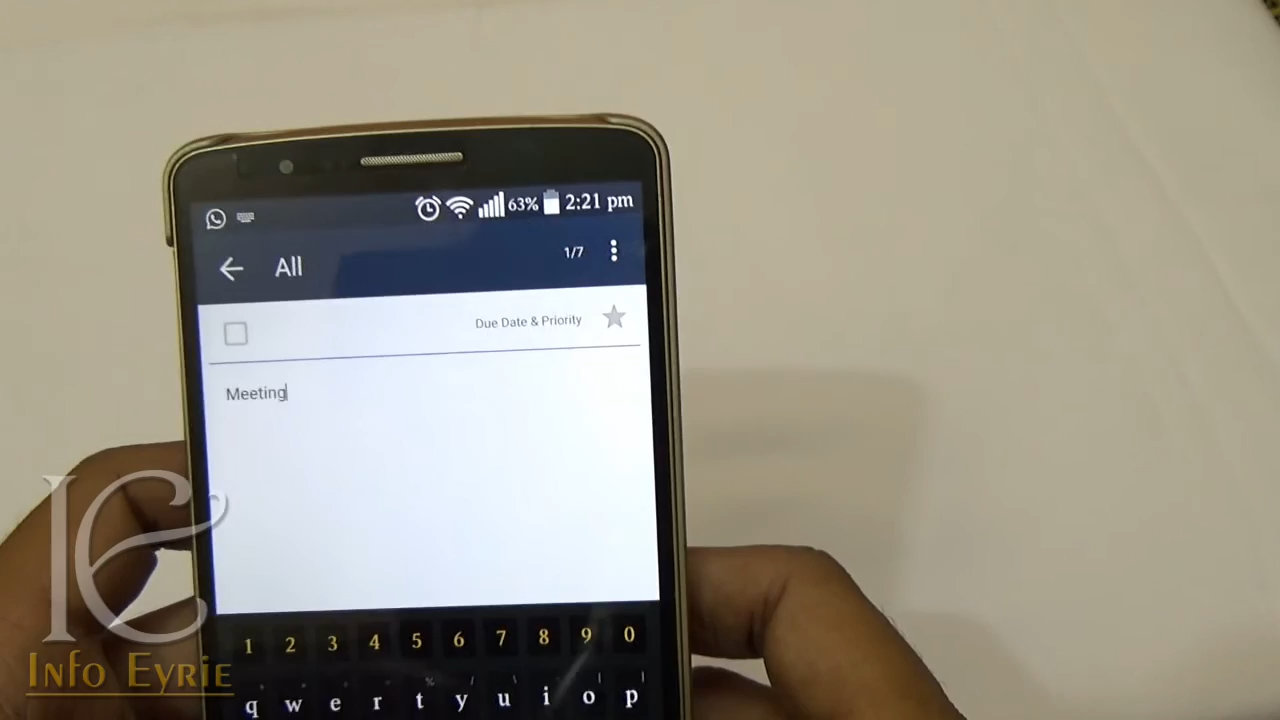 63% 2:21 pm
All 1/7
Due Date & Priority
Meeting
1 2 3 4 5 6 7 8 9 0
q w e r t y u i o p
IE
Info Eyrie